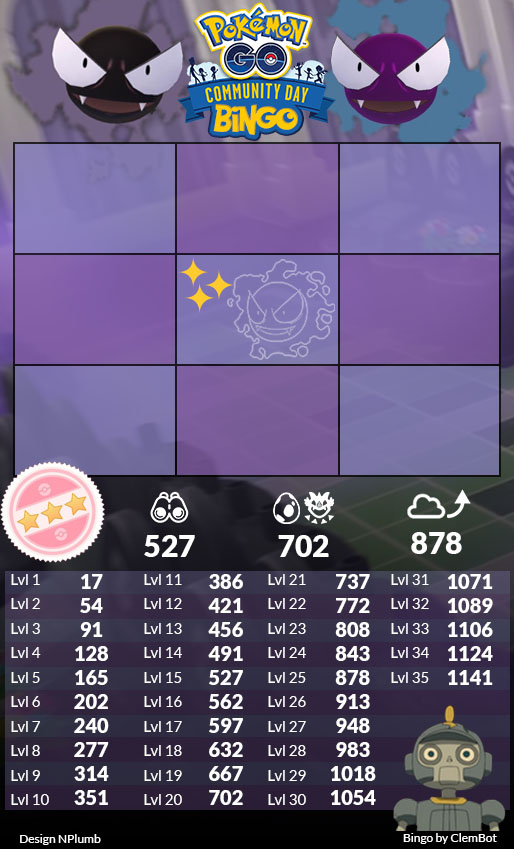 POKÉMON
GO
COMMUNITY DAY
BINGO
527 702 878
Lvl 1 17 Lvl 11 386 Lvl 21 737 Lvl 31 1071
Lvl 2 54 Lvl 12 421 Lvl 22 772 Lvl 32 1089
Lvl 3 91 Lvl 13 456 Lvl 23 808 Lvl 33 1106
Lvl 4 128 Lvl 14 491 Lvl 24 843 Lvl 34 1124
Lvl 5 165 Lvl 15 527 Lvl 25 878 Lvl 35 1141
Lvl 6 202 Lvl 16 562 Lvl 26 913
Lvl 7 240 Lvl 17 597 Lvl 27 948
Lvl 8 277 Lvl 18 632 Lvl 28 983
Lvl 9 314 Lvl 19 667 Lvl 29 1018
Lvl 10 351 Lvl 20 702 Lvl 30 1054
Design NPlumb Bingo by ClemBot